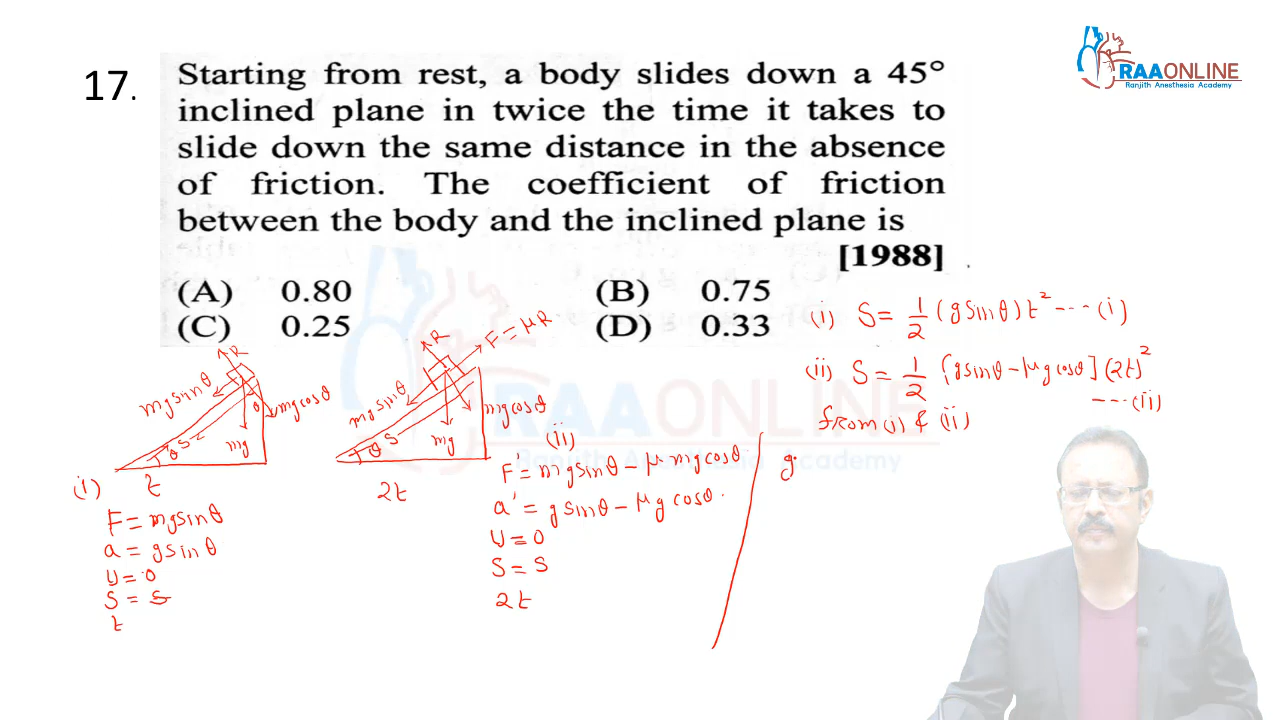 RAAONLINE
Ranjith Anesthesia Academy
17.
Starting from rest, a body slides down a 45°
inclined plane in twice the time it takes to
slide down the same distance in the absence
of friction. The coefficient of friction
between the body and the inclined plane is
[1988]
(A) 0.80 (B) 0.75
(C) 0.25 (D) 0.33
R
mg sinθ
mg cosθ
θ
mg
θ S
t
R
F = μR
mg sinθ
mg cosθ
mg
θ S
2t
(i)
F = mg sinθ
a = g sinθ
U = 0
S = S
t
(ii)
F' = mg sinθ - μ mg cosθ
a' = g sinθ - μ g cosθ.
U = 0
S = S
2t
(i) S = 1/2 (g sinθ) t² --- (i)
(ii) S = 1/2 [g sinθ - μ g cosθ] (2t)²
--- (ii)
from (i) & (ii)
g
RAAONLINE
Ranjith Anesthesia Academy